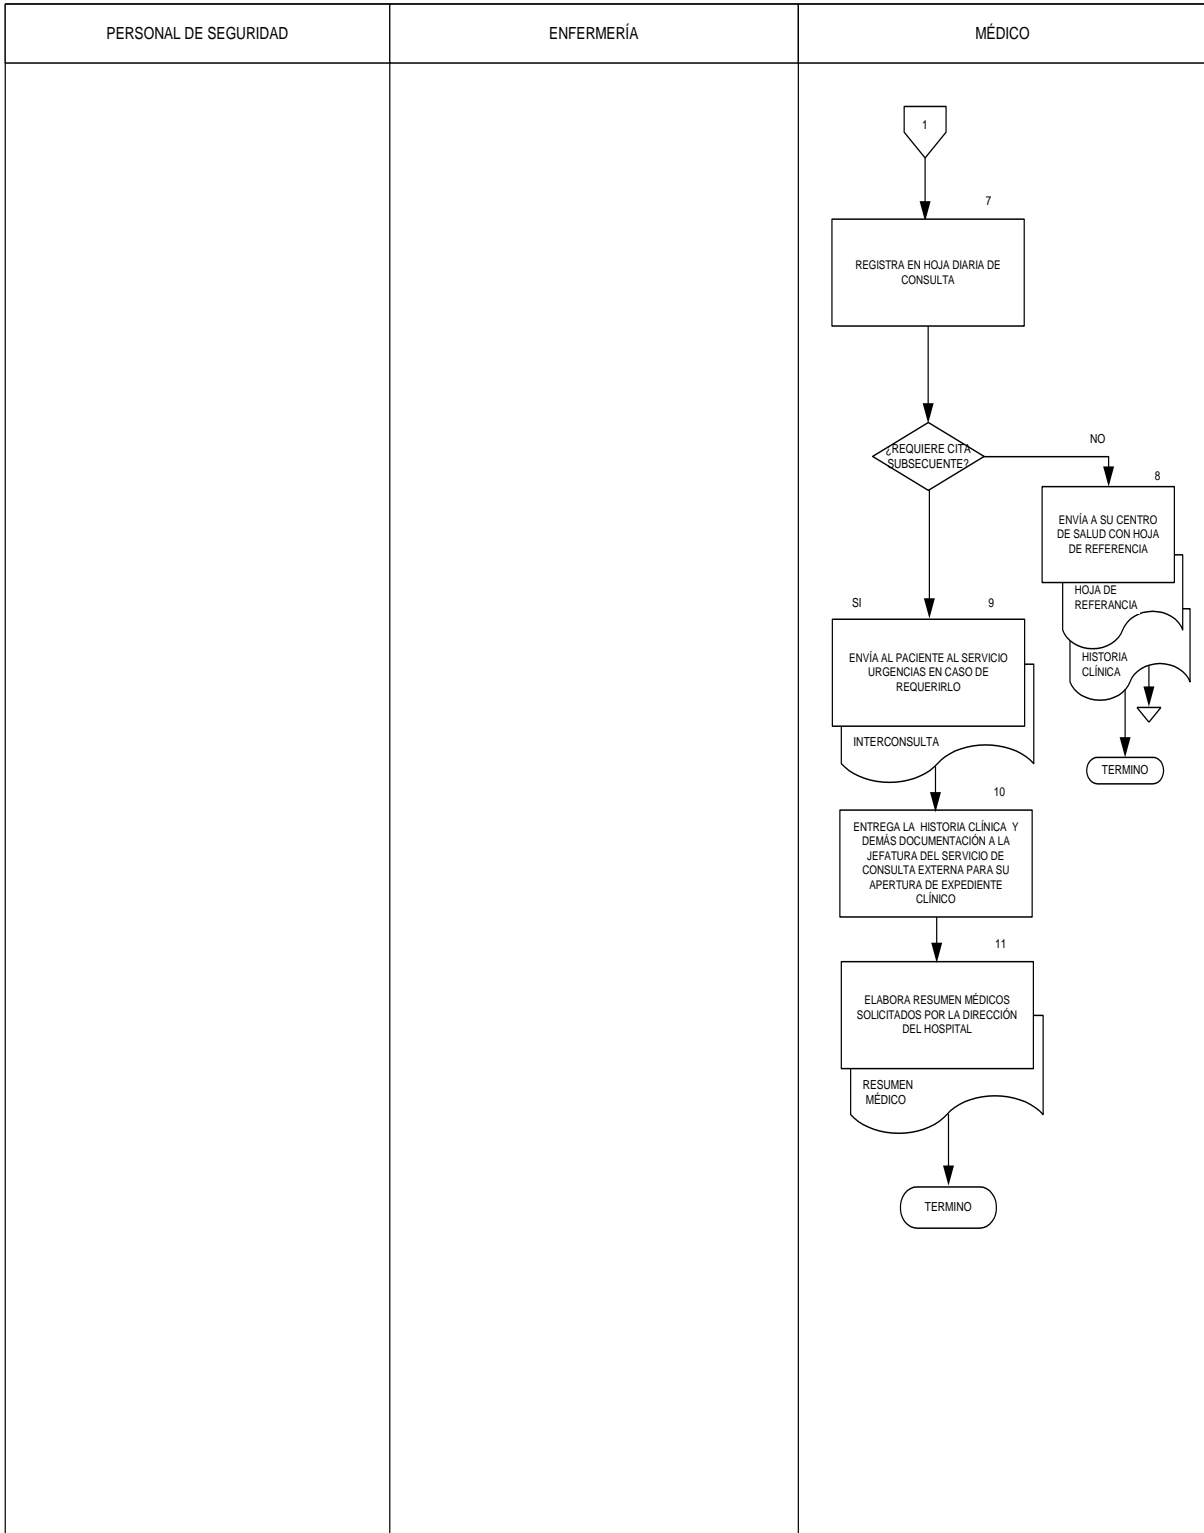 PERSONAL DE SEGURIDAD
ENFERMERÍA
MÉDICO
1
7
REGISTRA EN HOJA DIARIA DE
CONSULTA
¿REQUIERE CITA
SUBSECUENTE?
NO
8
ENVÍA A SU CENTRO
DE SALUD CON HOJA
DE REFERENCIA
HOJA DE
REFERANCIA
HISTORIA
CLÍNICA
TERMINO
SI
9
ENVÍA AL PACIENTE AL SERVICIO
URGENCIAS EN CASO DE
REQUERIRLO
INTERCONSULTA
10
ENTREGA LA HISTORIA CLÍNICA Y
DEMÁS DOCUMENTACIÓN A LA
JEFATURA DEL SERVICIO DE
CONSULTA EXTERNA PARA SU
APERTURA DE EXPEDIENTE
CLÍNICO
11
ELABORA RESUMEN MÉDICOS
SOLICITADOS POR LA DIRECCIÓN
DEL HOSPITAL
RESUMEN
MÉDICO
TERMINO